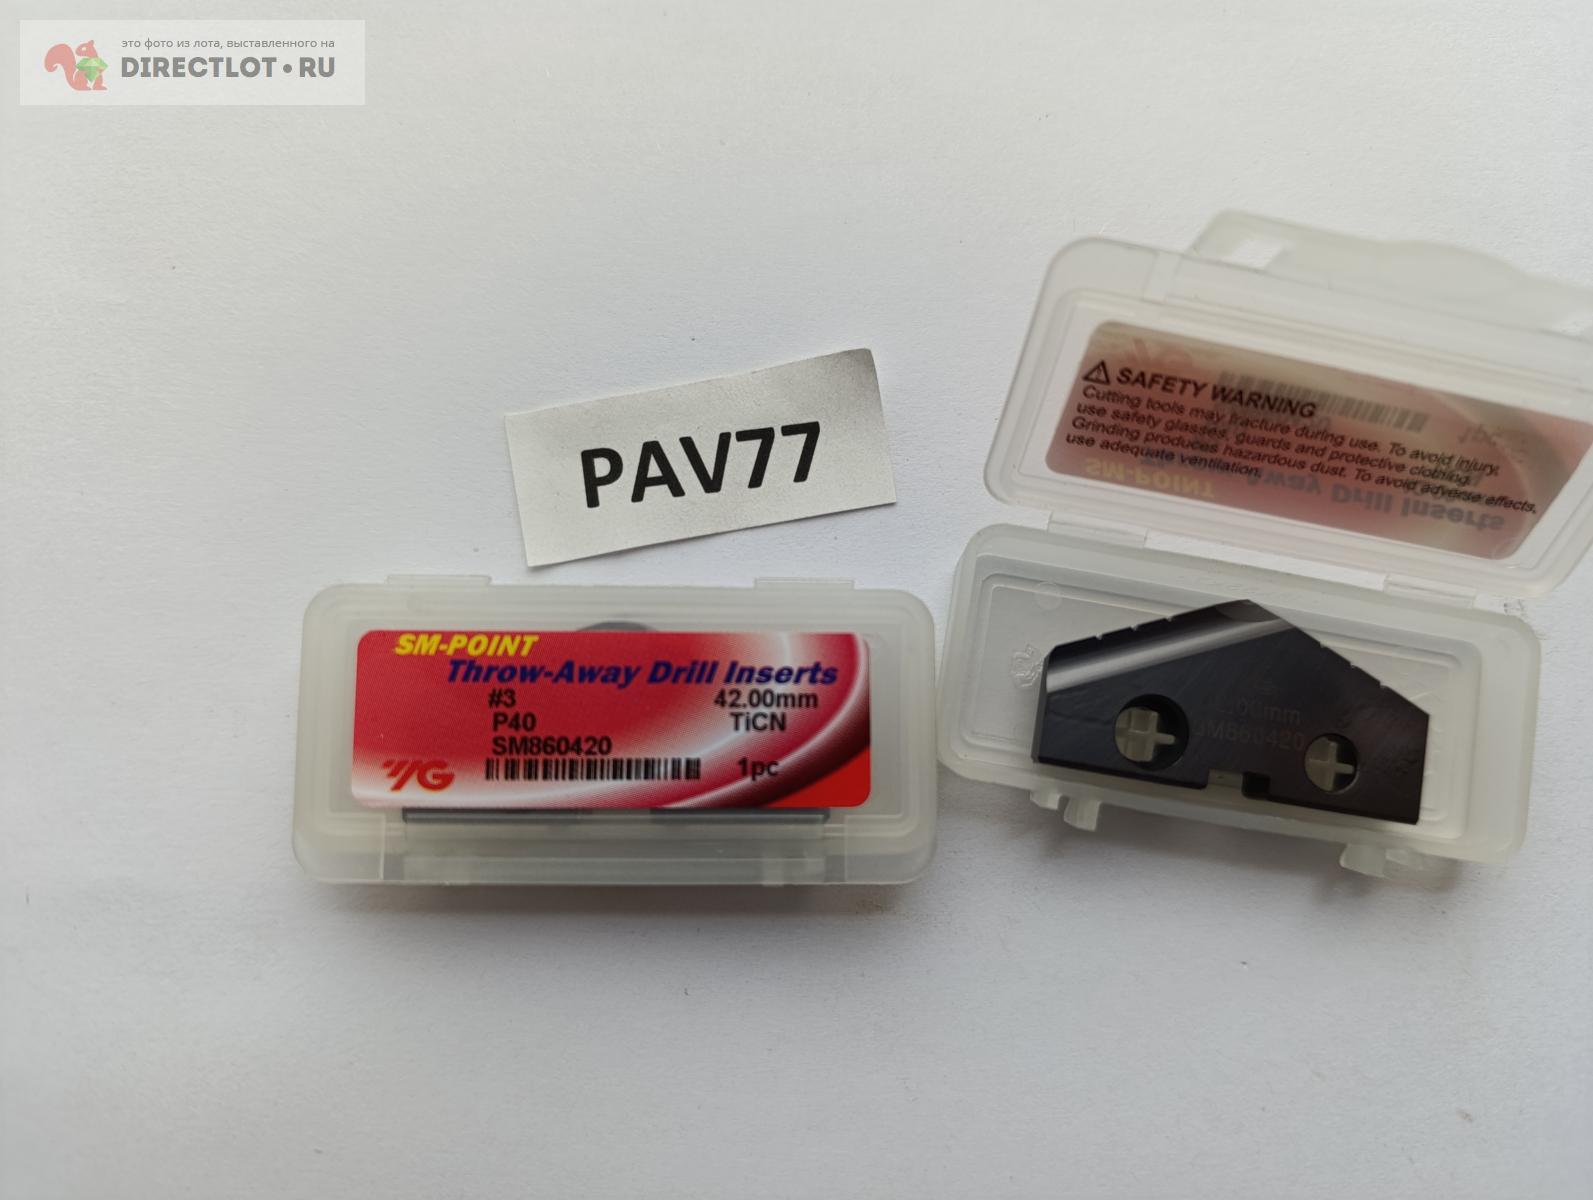 это фото из лота, выставленного на
DIRECTLOT•RU
PAV77
SAFETY WARNING
Cutting tools may fracture during use. To avoid injury,
use safety glasses, guards and protective clothing.
Grinding produces hazardous dust. To avoid adverse effects,
use adequate ventilation.
SM-POINT
Drill Inserts
SM-POINT
Throw-Away Drill Inserts
#3 42.00mm
P40 TiCN
SM860420
YG 1pc
.00mm
SM860420